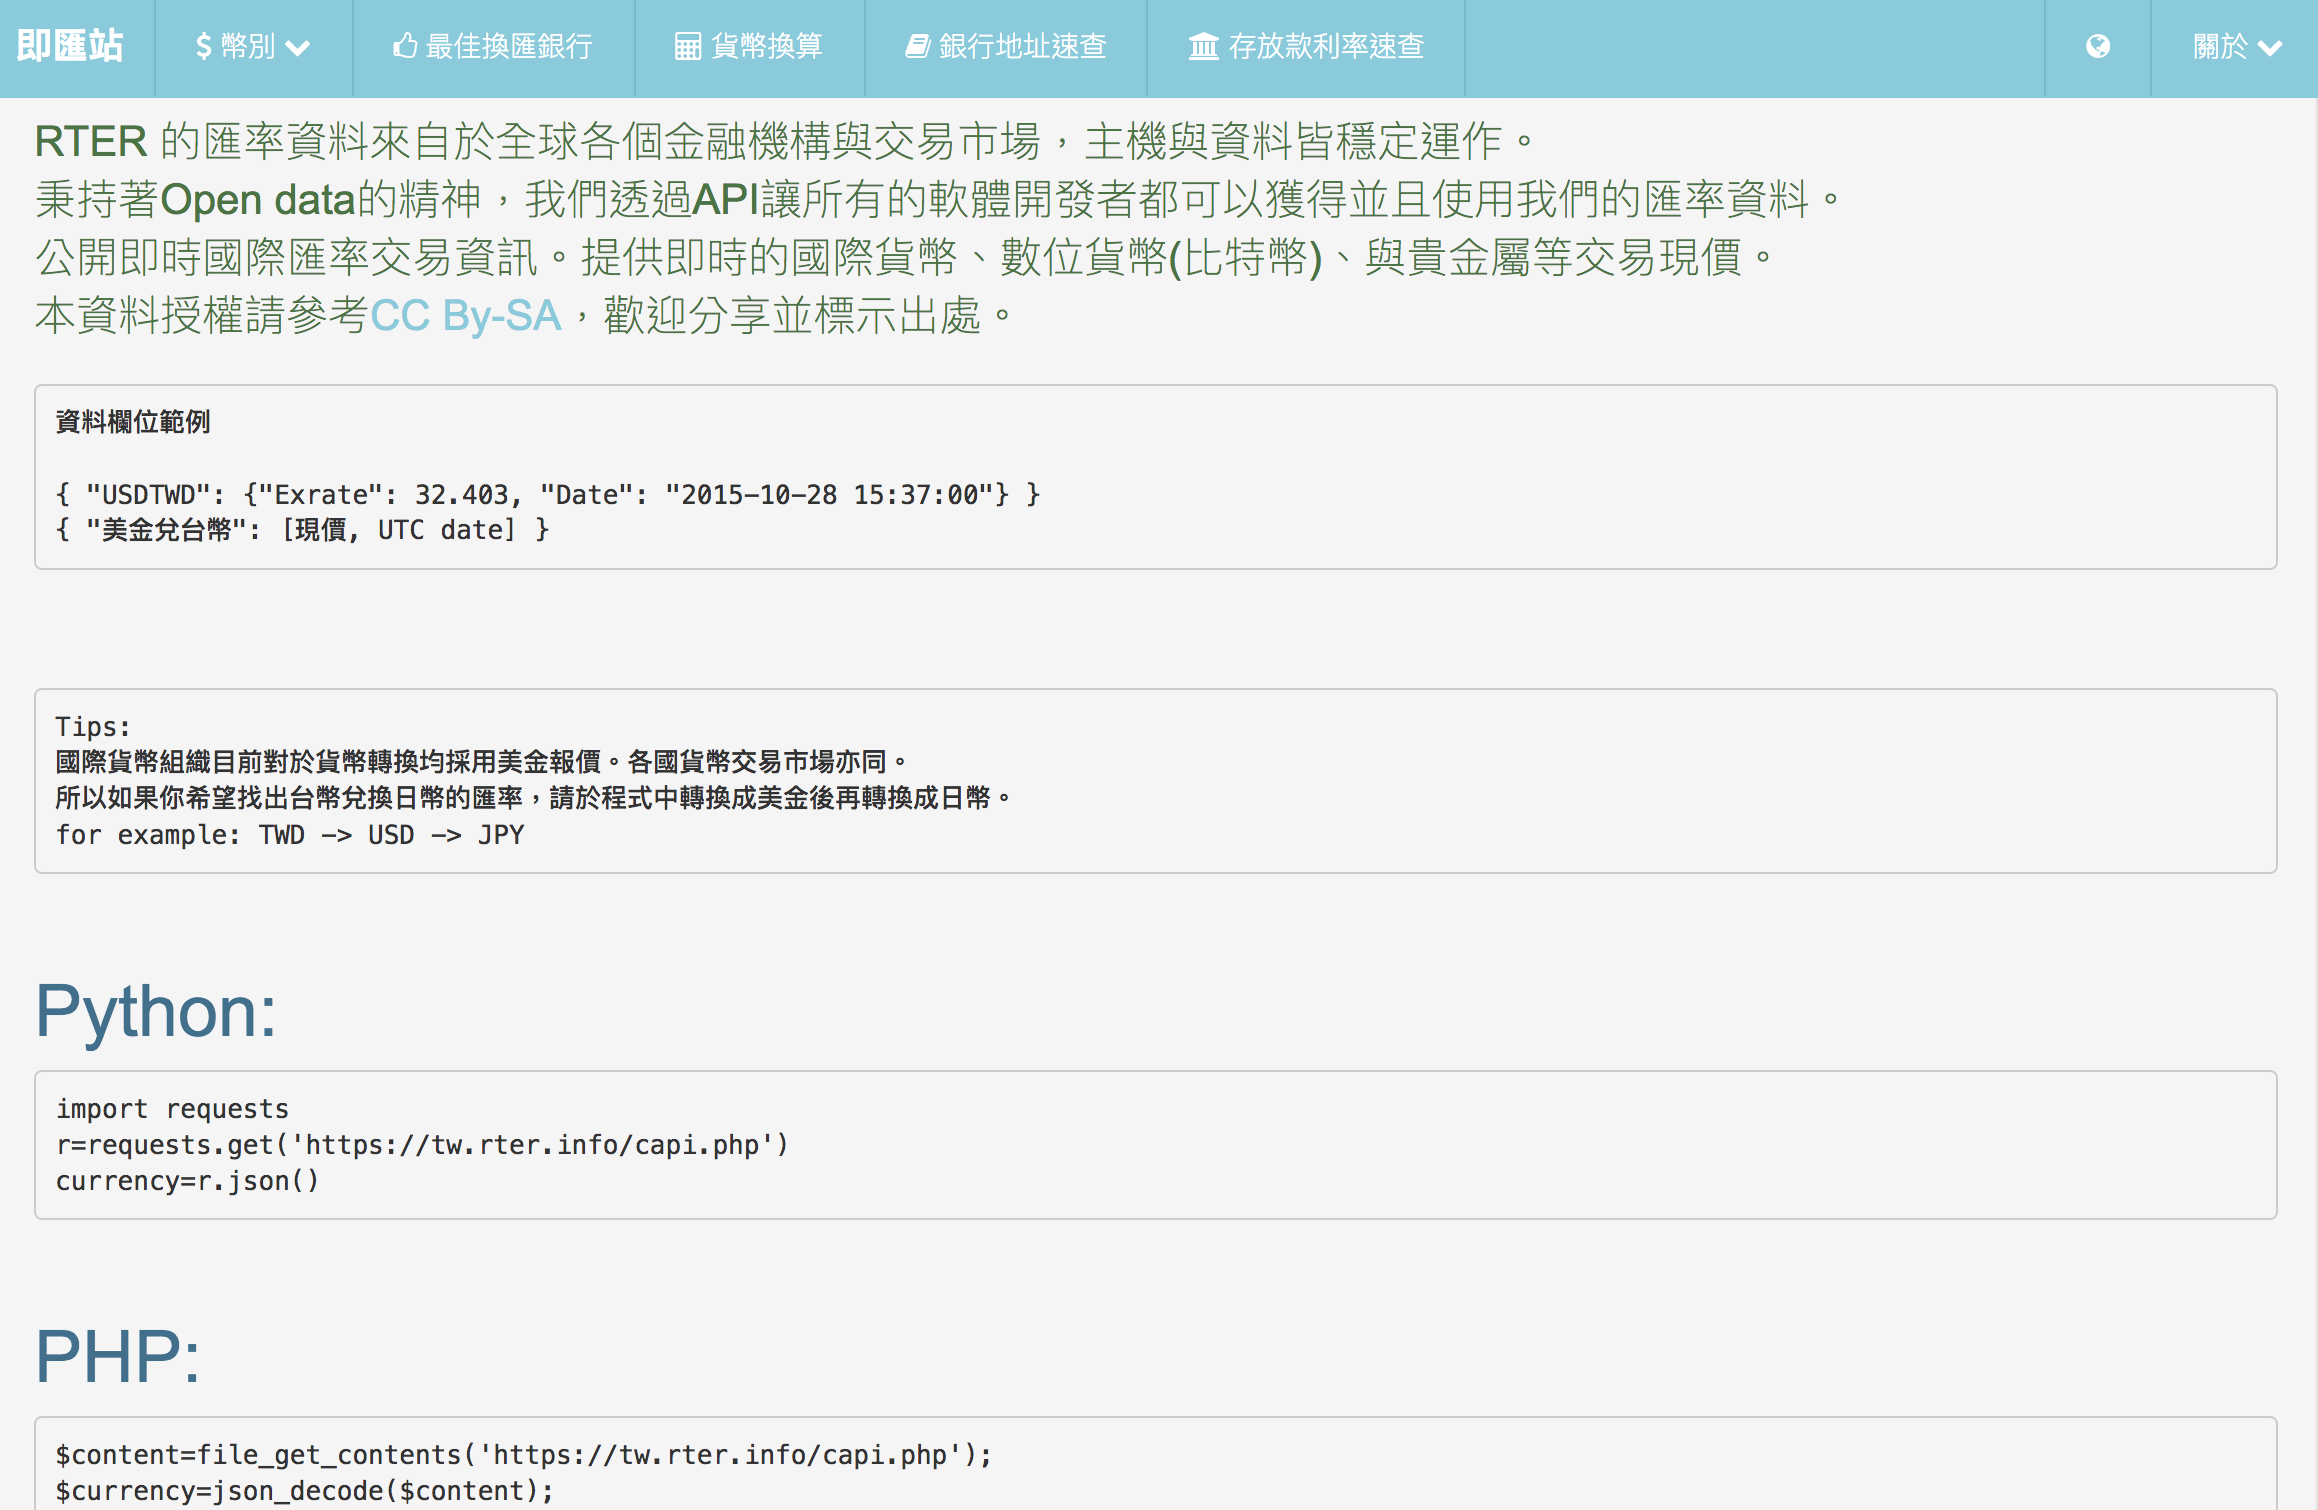 即匯站
$ 幣別
最佳換匯銀行
貨幣換算
銀行地址速查
存放款利率速查
關於
RTER 的匯率資料來自於全球各個金融機構與交易市場，主機與資料皆穩定運作。
秉持著Open data的精神，我們透過API讓所有的軟體開發者都可以獲得並且使用我們的匯率資料。
公開即時國際匯率交易資訊。提供即時的國際貨幣、數位貨幣(比特幣)、與貴金屬等交易現價。
本資料授權請參考CC By-SA，歡迎分享並標示出處。
資料欄位範例
{ "USDTWD": {"Exrate": 32.403, "Date": "2015-10-28 15:37:00"} }
{ "美金兌台幣": [現價, UTC date] }
Tips:
國際貨幣組織目前對於貨幣轉換均採用美金報價。各國貨幣交易市場亦同。
所以如果你希望找出台幣兌換日幣的匯率，請於程式中轉換成美金後再轉換成日幣。
for example: TWD -> USD -> JPY
Python:
import requests
r=requests.get('https://tw.rter.info/capi.php')
currency=r.json()
PHP:
$content=file_get_contents('https://tw.rter.info/capi.php');
$currency=json_decode($content);